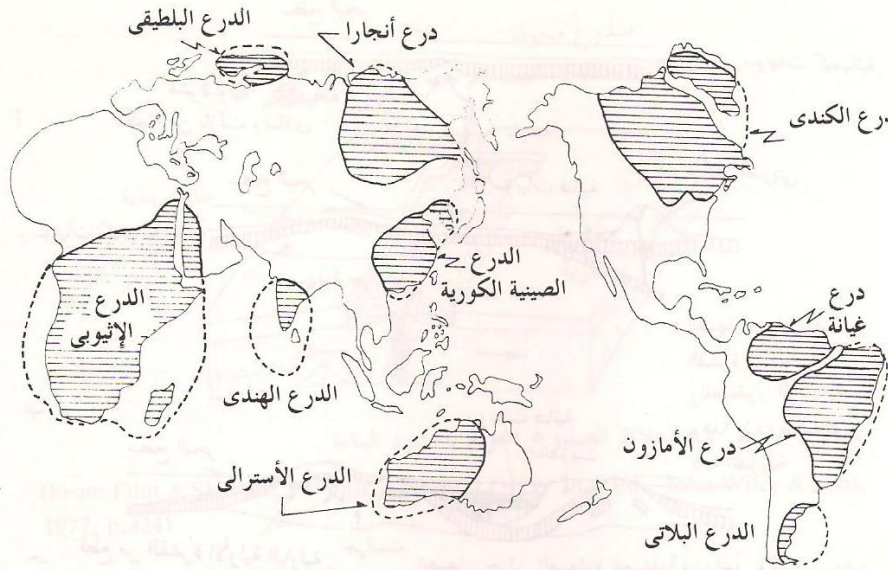 الدرع البلطيقى
درع أنجارا
درع الكندى
الدرع
الصينية الكورية
الدرع
الإثيوبى
درع
غيانة
الدرع الهندى
درع الأمازون
الدرع الأسترالى
الدرع البلاتى